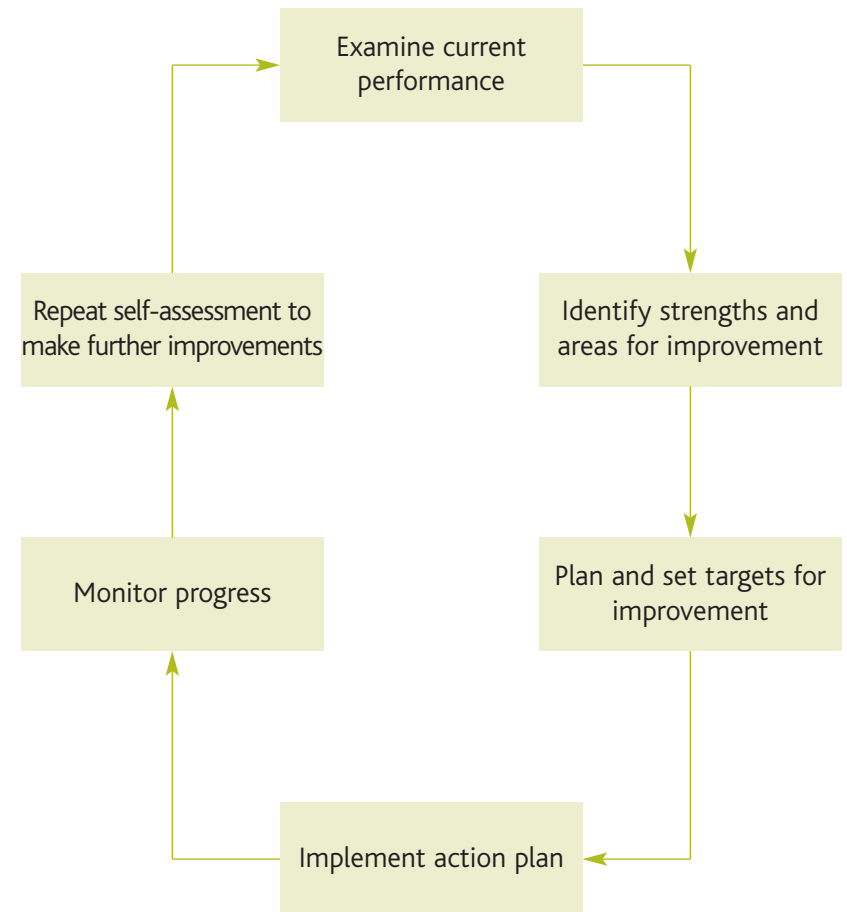 Examine current
performance
Identify strengths and
areas for improvement
Plan and set targets for
improvement
Implement action plan
Monitor progress
Repeat self-assessment to
make further improvements